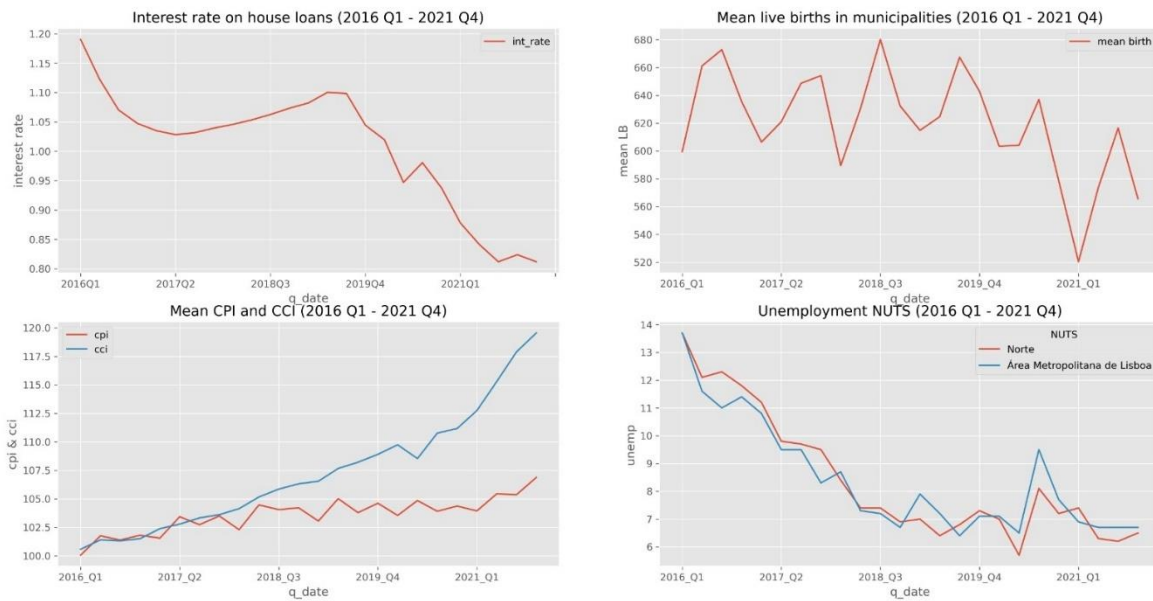 Interest rate on house loans (2016 Q1 - 2021 Q4)
int_rate
interest rate
1.20
1.15
1.10
1.05
1.00
0.95
0.90
0.85
0.80
2016Q1 2017Q2 2018Q3 2019Q4 2021Q1
q_date
Mean live births in municipalities (2016 Q1 - 2021 Q4)
mean birth
mean LB
680
660
640
620
600
580
560
540
520
2016_Q1 2017_Q2 2018_Q3 2019_Q4 2021_Q1
q_date
Mean CPI and CCI (2016 Q1 - 2021 Q4)
cpi
cci
cpi & cci
120.0
117.5
115.0
112.5
110.0
107.5
105.0
102.5
100.0
2016_Q1 2017_Q2 2018_Q3 2019_Q4 2021_Q1
q_date
Unemployment NUTS (2016 Q1 - 2021 Q4)
NUTS
Norte
Área Metropolitana de Lisboa
unemp
14
13
12
11
10
9
8
7
6
2016_Q1 2017_Q2 2018_Q3 2019_Q4 2021_Q1
q_date